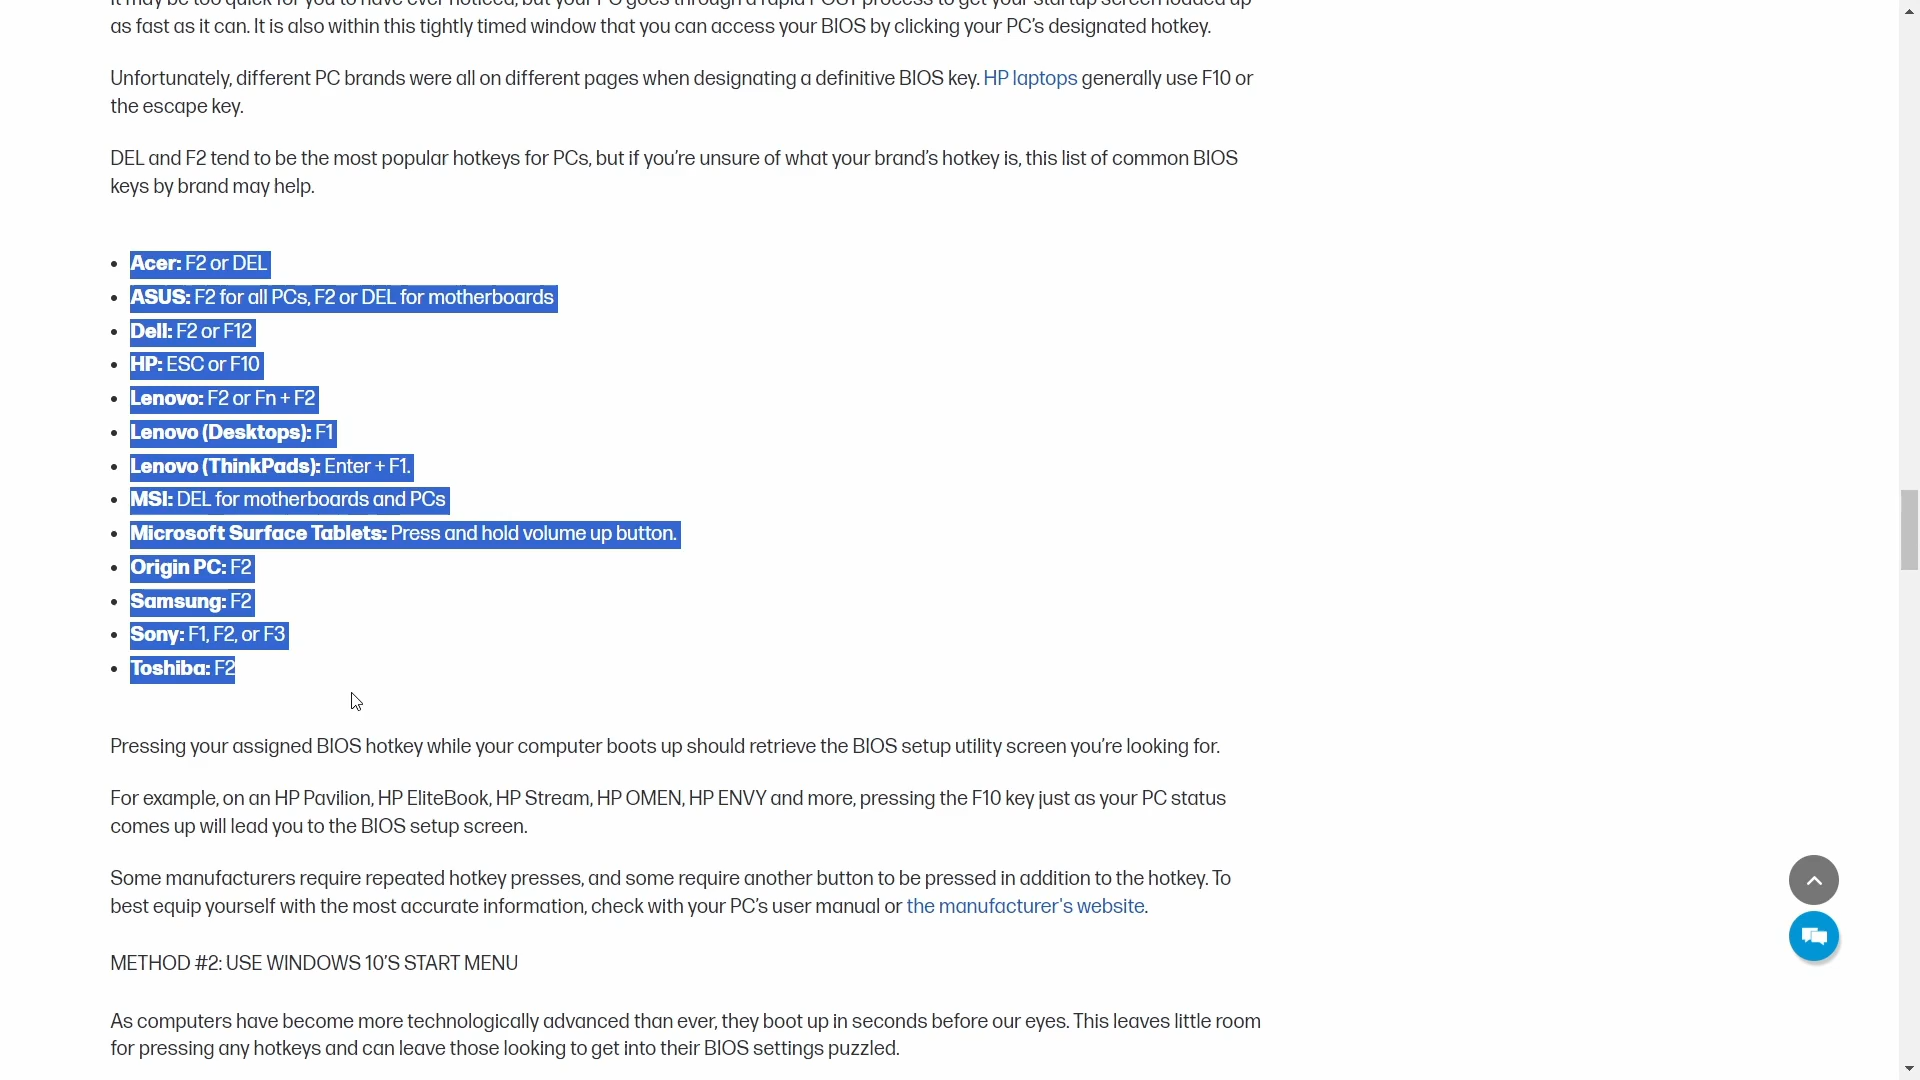 as fast as it can. It is also within this tightly timed window that you can access your BIOS by clicking your PC’s designated hotkey.
Unfortunately, different PC brands were all on different pages when designating a definitive BIOS key. HP laptops generally use F10 or
the escape key.
DEL and F2 tend to be the most popular hotkeys for PCs, but if you’re unsure of what your brand’s hotkey is, this list of common BIOS
keys by brand may help.
• Acer: F2 or DEL
• ASUS: F2 for all PCs, F2 or DEL for motherboards
• Dell: F2 or F12
• HP: ESC or F10
• Lenovo: F2 or Fn + F2
• Lenovo (Desktops): F1
• Lenovo (ThinkPads): Enter + F1.
• MSI: DEL for motherboards and PCs
• Microsoft Surface Tablets: Press and hold volume up button.
• Origin PC: F2
• Samsung: F2
• Sony: F1, F2, or F3
• Toshiba: F2
Pressing your assigned BIOS hotkey while your computer boots up should retrieve the BIOS setup utility screen you’re looking for.
For example, on an HP Pavilion, HP EliteBook, HP Stream, HP OMEN, HP ENVY and more, pressing the F10 key just as your PC status
comes up will lead you to the BIOS setup screen.
Some manufacturers require repeated hotkey presses, and some require another button to be pressed in addition to the hotkey. To
best equip yourself with the most accurate information, check with your PC’s user manual or the manufacturer's website.
METHOD #2: USE WINDOWS 10’S START MENU
As computers have become more technologically advanced than ever, they boot up in seconds before our eyes. This leaves little room
for pressing any hotkeys and can leave those looking to get into their BIOS settings puzzled.